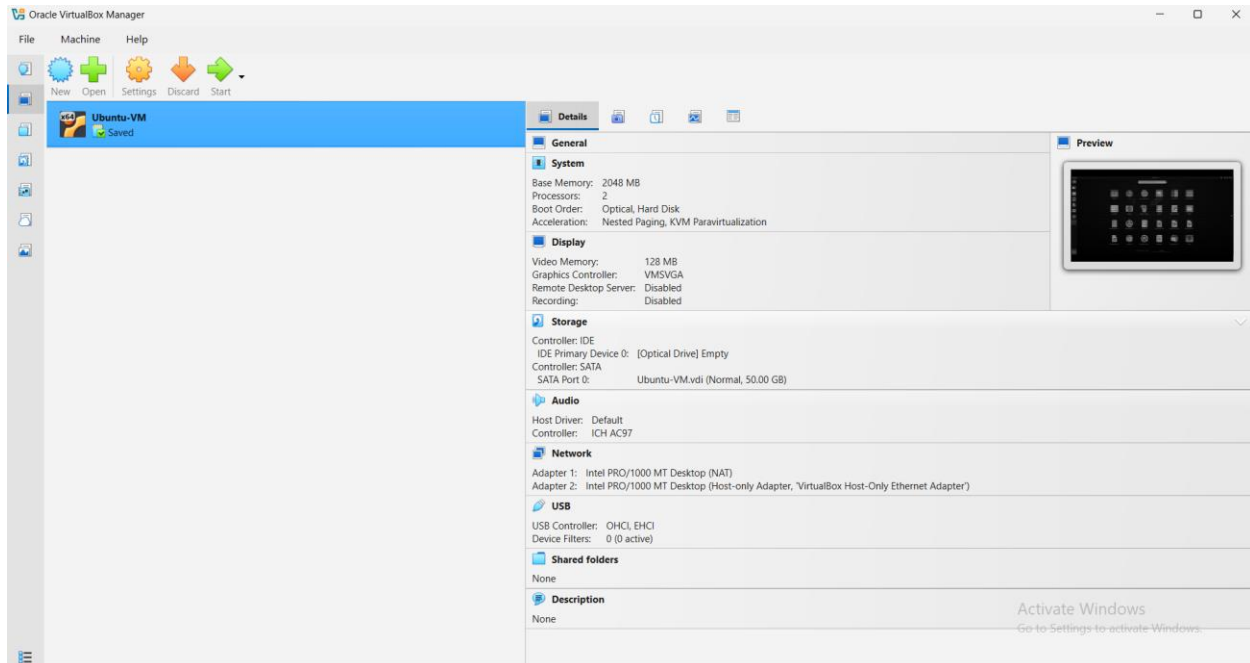 Oracle VirtualBox Manager
File Machine Help
New Open Settings Discard Start
x64 Ubuntu-VM
Saved
Details
General
System
Base Memory: 2048 MB
Processors: 2
Boot Order: Optical, Hard Disk
Acceleration: Nested Paging, KVM Paravirtualization
Display
Video Memory: 128 MB
Graphics Controller: VMSVGA
Remote Desktop Server: Disabled
Recording: Disabled
Preview
Storage
Controller: IDE
IDE Primary Device 0: [Optical Drive] Empty
Controller: SATA
SATA Port 0: Ubuntu-VM.vdi (Normal, 50.00 GB)
Audio
Host Driver: Default
Controller: ICH AC97
Network
Adapter 1: Intel PRO/1000 MT Desktop (NAT)
Adapter 2: Intel PRO/1000 MT Desktop (Host-only Adapter, 'VirtualBox Host-Only Ethernet Adapter')
USB
USB Controller: OHCI, EHCI
Device Filters: 0 (0 active)
Shared folders
None
Description
None
Activate Windows
Go to Settings to activate Windows.